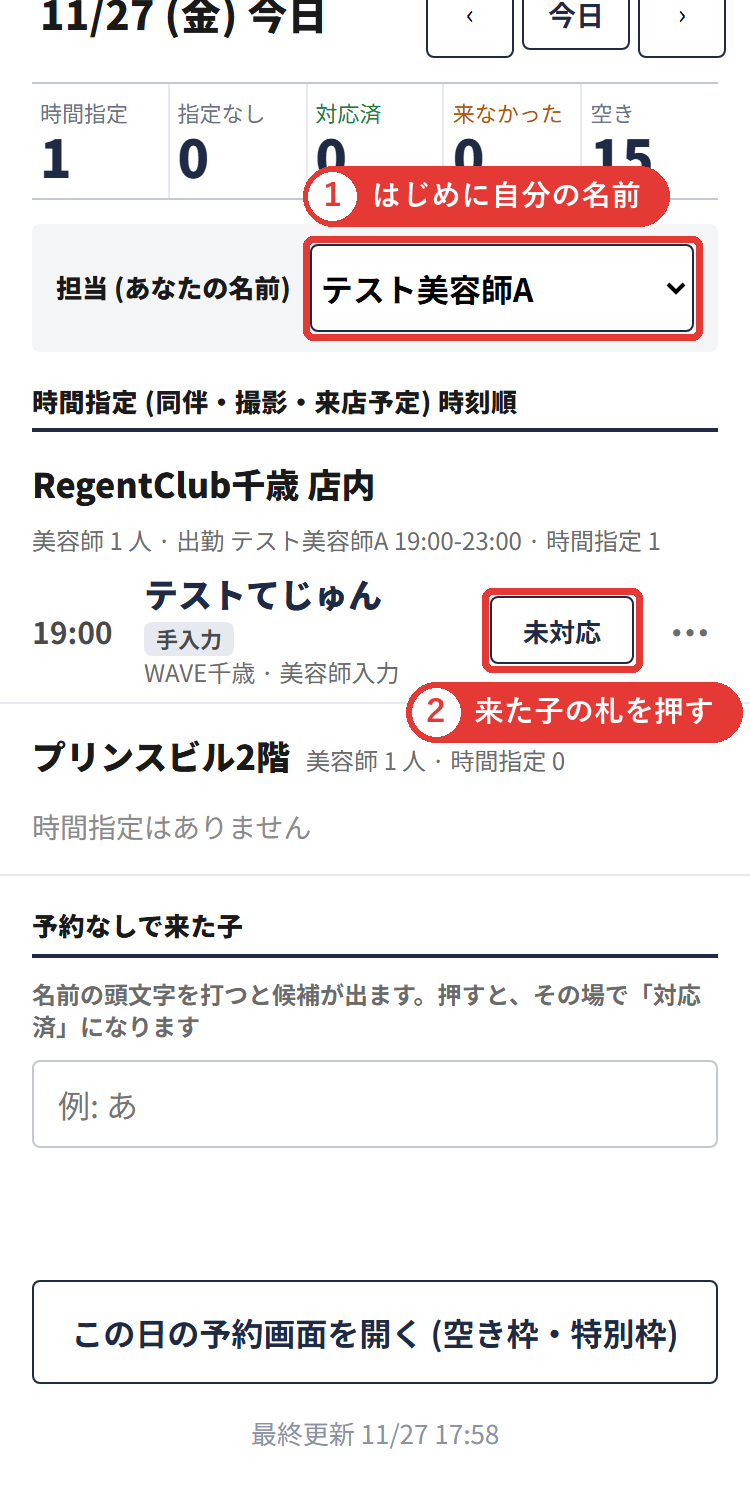 11/27 (金) 今日
‹
今日
›
時間指定
指定なし
対応済
来なかった
空き
1
0
0
0
15
1 はじめに自分の名前
担当 (あなたの名前)
テスト美容師A
時間指定 (同伴・撮影・来店予定) 時刻順
RegentClub千歳 店内
美容師 1 人 · 出勤 テスト美容師A 19:00-23:00 · 時間指定 1
19:00
テストてじゅん
手入力
WAVE千歳 · 美容師入力
未対応
•••
2 来た子の札を押す
プリンスビル2階 美容師 1 人 · 時間指定 0
時間指定はありません
予約なしで来た子
名前の頭文字を打つと候補が出ます。押すと、その場で「対応
済」になります
例: あ
この日の予約画面を開く (空き枠・特別枠)
最終更新 11/27 17:58